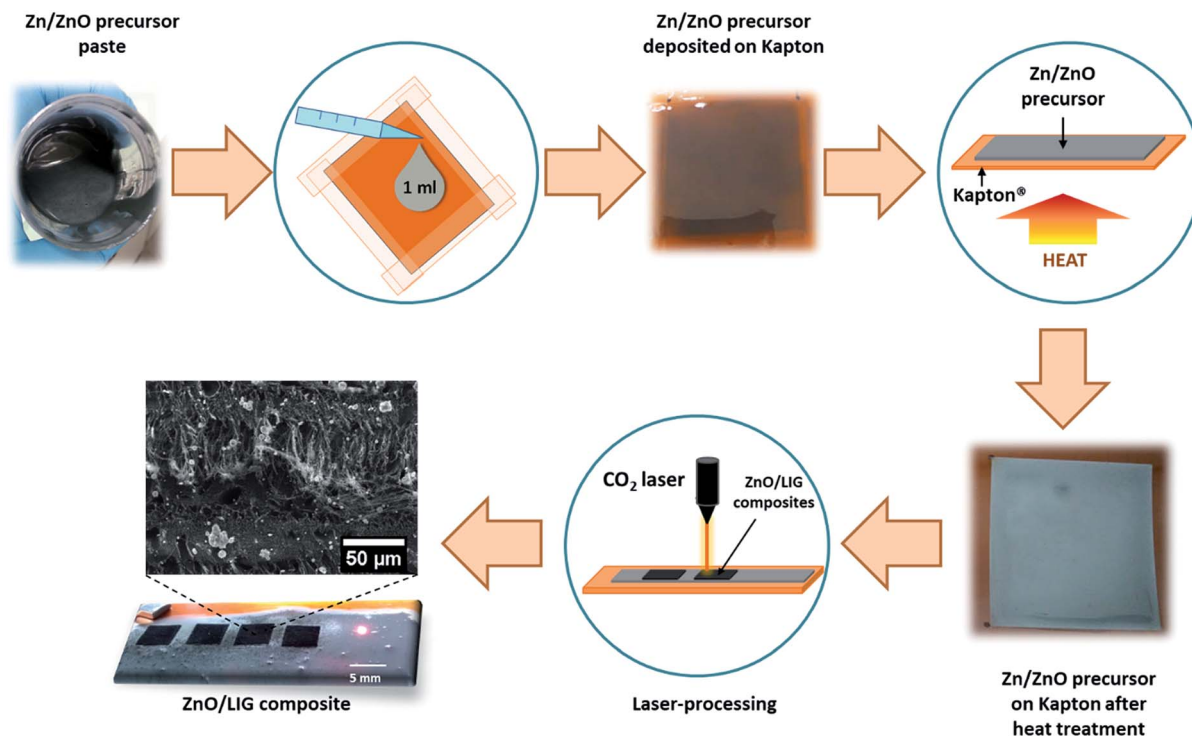 Zn/ZnO precursor
paste
1 ml
Zn/ZnO precursor
deposited on Kapton
Zn/ZnO
precursor
Kapton®
HEAT
Zn/ZnO precursor
on Kapton after
heat treatment
CO₂ laser
ZnO/LIG
composites
Laser-processing
50 µm
5 mm
ZnO/LIG composite